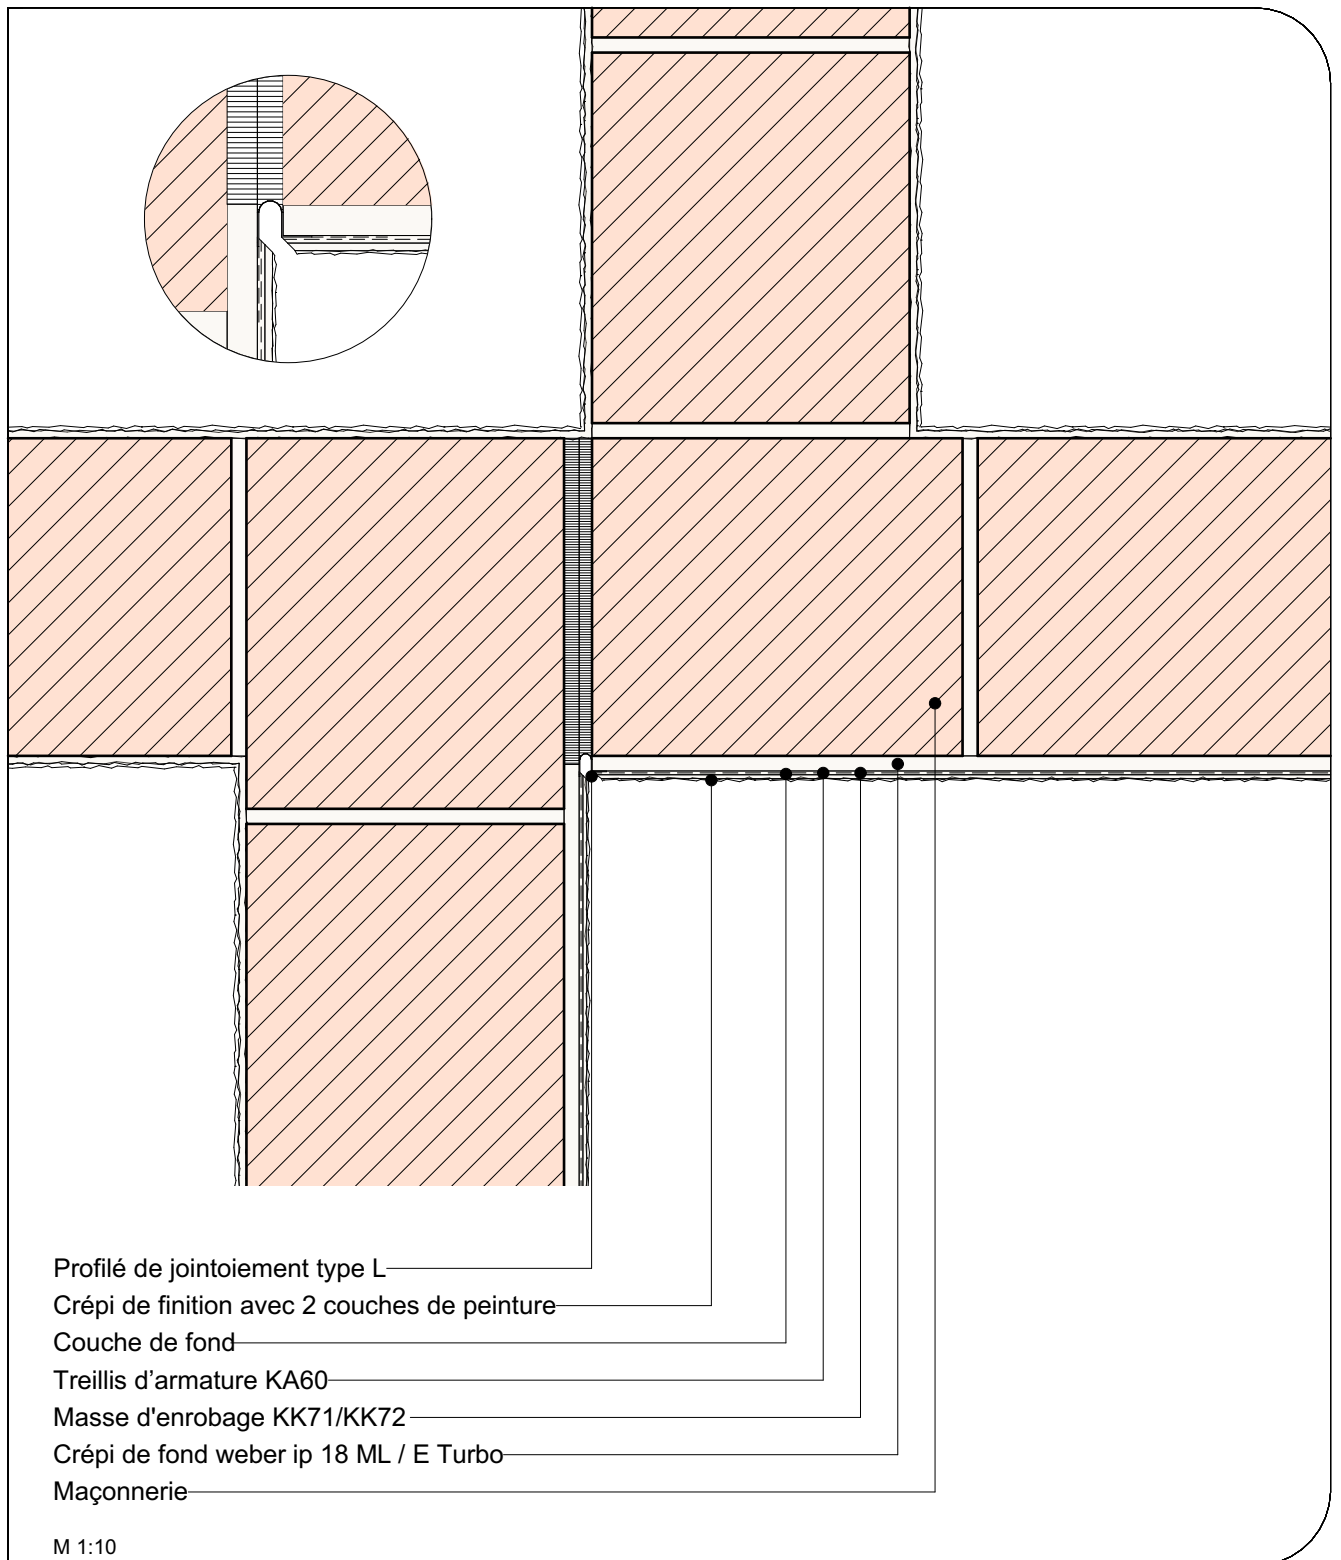 Profilé de jointoiement type L
Crépi de finition avec 2 couches de peinture
Couche de fond
Treillis d’armature KA60
Masse d'enrobage KK71/KK72
Crépi de fond weber ip 18 ML / E Turbo
Maçonnerie
M 1:10